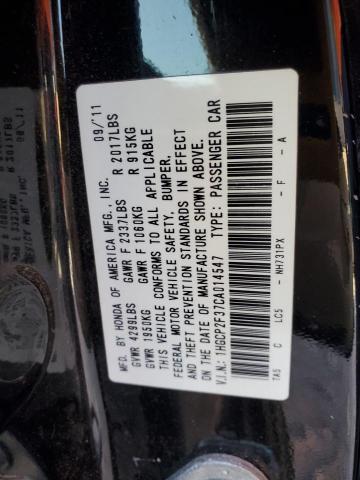 MFD. BY HONDA OF AMERICA MFG., INC. 09/11
GVWR 4299LBS GAWR F 2337LBS R 2017LBS
GVWR 1950KG GAWR F 1060KG R 915KG
THIS VEHICLE CONFORMS TO ALL APPLICABLE
FEDERAL MOTOR VEHICLE SAFETY, BUMPER,
AND THEFT PREVENTION STANDARDS IN EFFECT
ON THE DATE OF MANUFACTURE SHOWN ABOVE.
V.I.N.: 1HGCP2F37CA014547 TYPE: PASSENGER CAR
TA5 C LC5 - NH731PX - F - A